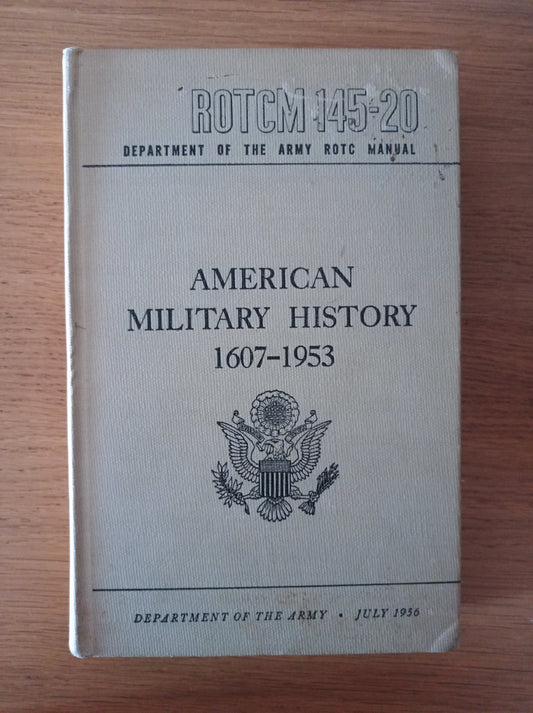 ROTCM 145-20
DEPARTMENT OF THE ARMY ROTC MANUAL
AMERICAN
MILITARY HISTORY
1607-1953
DEPARTMENT OF THE ARMY • JULY 1956